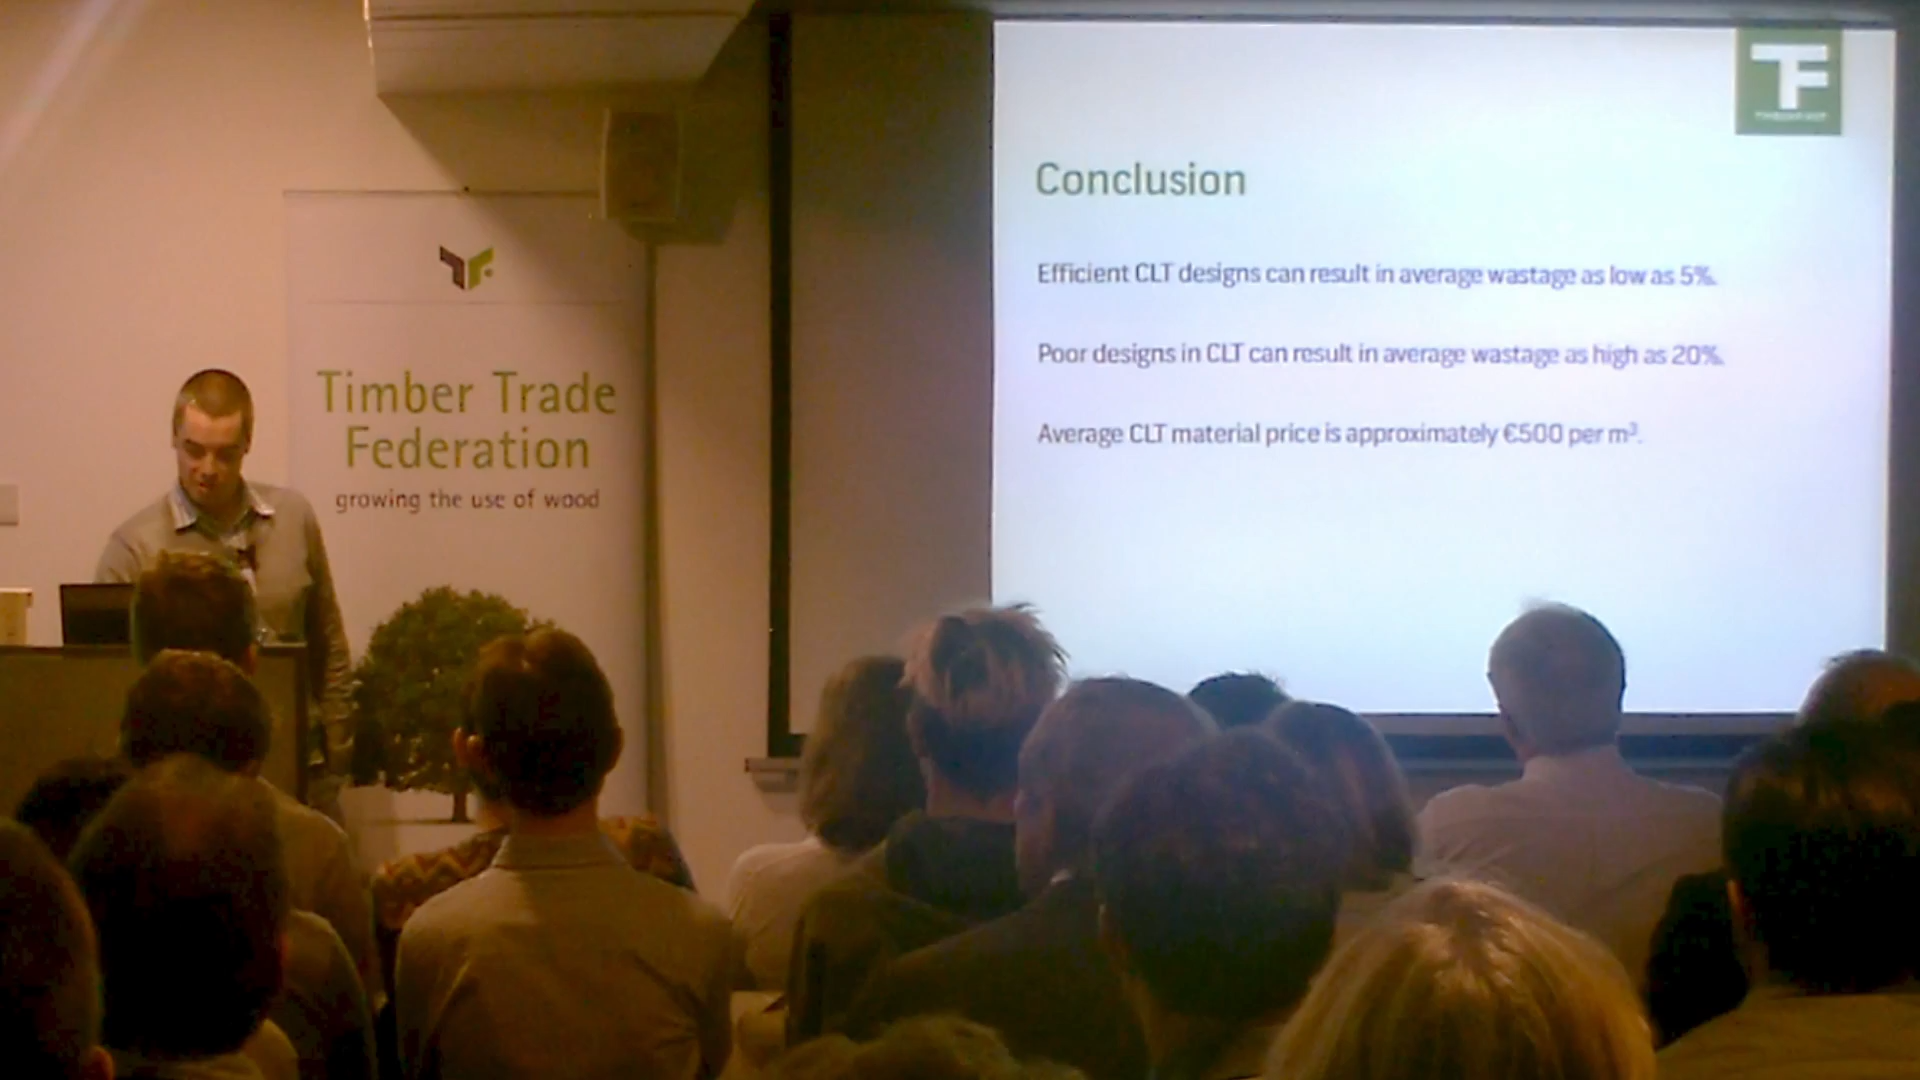 Timber Trade
Federation
growing the use of wood
TF
Conclusion
Efficient CLT designs can result in average wastage as low as 5%.
Poor designs in CLT can result in average wastage as high as 20%.
Average CLT material price is approximately €500 per m³.